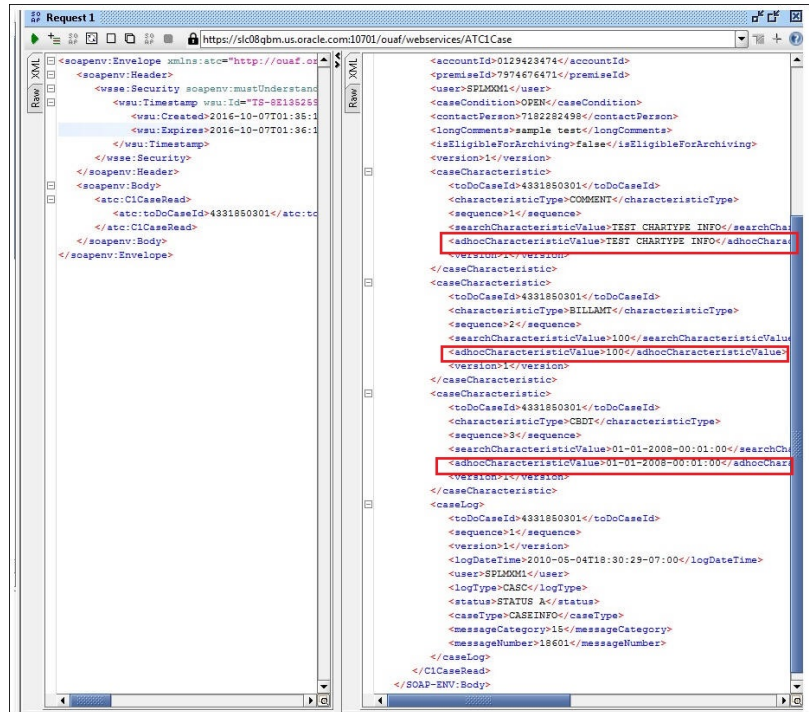 Request 1
https://slc08qbm.us.oracle.com:10701/ouaf/webservices/ATC1Case
XML
Raw
<soapenv:Envelope xmlns:atc="http://ouaf.or
<soapenv:Header>
<wsse:Security soapenv:mustUnderstand
<wsu:Timestamp wsu:Id="TS-8E135259
<wsu:Created>2016-10-07T01:35:1
<wsu:Expires>2016-10-07T01:36:1
</wsu:Timestamp>
</wsse:Security>
</soapenv:Header>
<soapenv:Body>
<atc:C1CaseRead>
<atc:toDoCaseId>4331850301</atc:to
</atc:C1CaseRead>
</soapenv:Body>
</soapenv:Envelope>
XML
Raw
<accountId>0129423474</accountId>
<premiseId>7974676471</premiseId>
<user>SPLMXM1</user>
<caseCondition>OPEN</caseCondition>
<contactPerson>7182282498</contactPerson>
<longComments>sample test</longComments>
<isEligibleForArchiving>false</isEligibleForArchiving>
<version>1</version>
<caseCharacteristic>
<toDoCaseId>4331850301</toDoCaseId>
<characteristicType>COMMENT</characteristicType>
<sequence>1</sequence>
<searchCharacteristicValue>TEST CHARTYPE INFO</searchChar
<adhocCharacteristicValue>TEST CHARTYPE INFO</adhocCharac
<version>1</version>
</caseCharacteristic>
<caseCharacteristic>
<toDoCaseId>4331850301</toDoCaseId>
<characteristicType>BILLAMT</characteristicType>
<sequence>2</sequence>
<searchCharacteristicValue>100</searchCharacteristicValue
<adhocCharacteristicValue>100</adhocCharacteristicValue>
<version>1</version>
</caseCharacteristic>
<caseCharacteristic>
<toDoCaseId>4331850301</toDoCaseId>
<characteristicType>CBDT</characteristicType>
<sequence>3</sequence>
<searchCharacteristicValue>01-01-2008-00:01:00</searchCh
<adhocCharacteristicValue>01-01-2008-00:01:00</adhocChara
<version>1</version>
</caseCharacteristic>
<caseLog>
<toDoCaseId>4331850301</toDoCaseId>
<sequence>1</sequence>
<version>1</version>
<logDateTime>2010-05-04T18:30:29-07:00</logDateTime>
<user>SPLMXM1</user>
<logType>CASC</logType>
<status>STATUS A</status>
<caseType>CASEINFO</caseType>
<messageCategory>15</messageCategory>
<messageNumber>18601</messageNumber>
</caseLog>
</C1CaseRead>
</SOAP-ENV:Body>